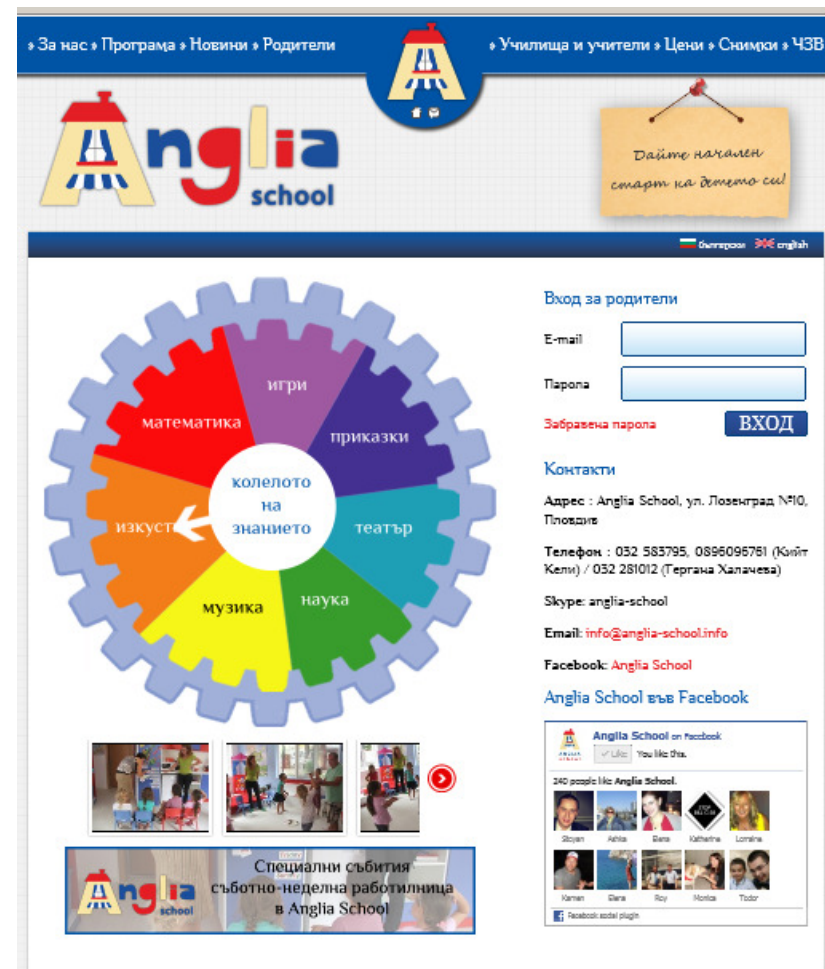 » За нас » Програма » Новини » Родители
» Училища и учители » Цени » Снимки » ЧЗВ
Anglia
school
Дайте начален
старт на детето си!
български english
игри
математика
приказки
колелото
на
знанието
изкуст
театър
музика
наука
Вход за родители
E-mail
Парола
Забравена парола
ВХОД
Контакти
Адрес : Anglia School, ул. Лозенград №10,
Пловдив
Телефон : 032 583795, 0896096761 (Кийт
Кели) / 032 281012 (Гергана Халачева)
Skype: anglia-school
Email: info@anglia-school.info
Facebook: Anglia School
Anglia School във Facebook
Anglia School on Facebook
Like You like this.
240 people like Anglia School.
STOP
Stoyan Ashka Elena Katherine Lorraine
Kamen Elena Roy Monica Todor
Facebook social plugin
Специални събития
съботно-неделна работилница
в Anglia School
Anglia
school